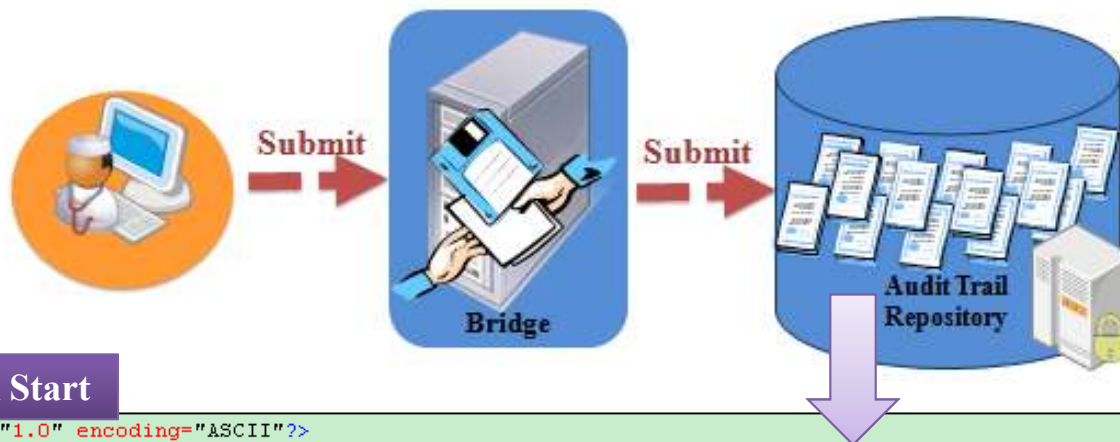 Submit
Submit
Bridge
Audit Trail
Repository
Start
"1.0" encoding="ASCII"?>